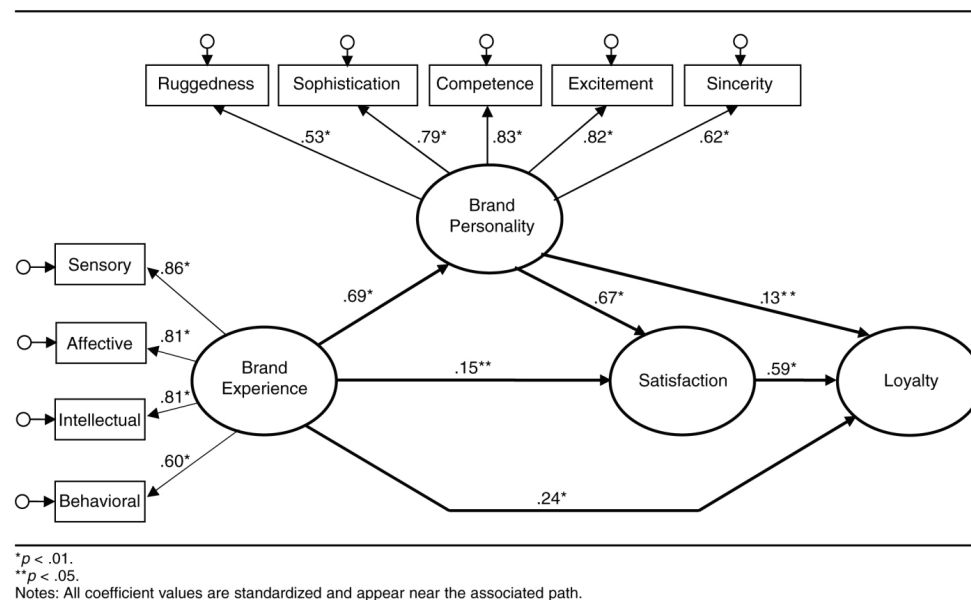 Ruggedness Sophistication Competence Excitement Sincerity
.53* .79* .83* .82* .62*
Brand
Personality
Sensory
.86*
.69* .67* .13**
Affective .81*
Brand
Experience
.15** Satisfaction .59* Loyalty
Intellectual .81*
.60*
Behavioral
.24*
*p < .01.
**p < .05.
Notes: All coefficient values are standardized and appear near the associated path.